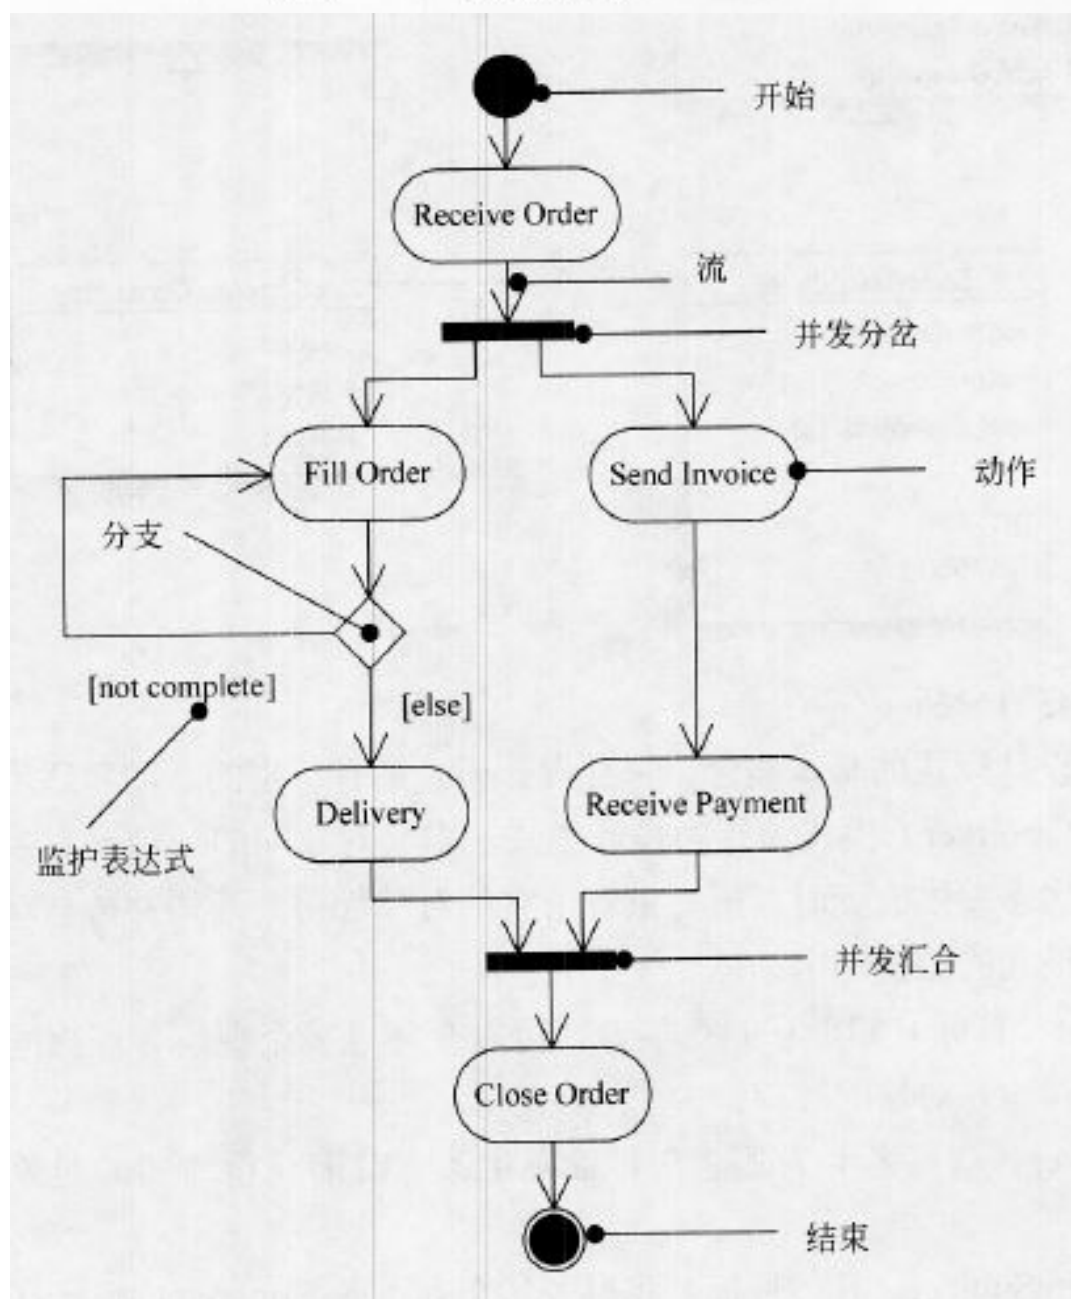 开始
Receive Order
流
并发分岔
Fill Order
Send Invoice
动作
分支
[not complete]
[else]
Delivery
Receive Payment
监护表达式
并发汇合
Close Order
结束